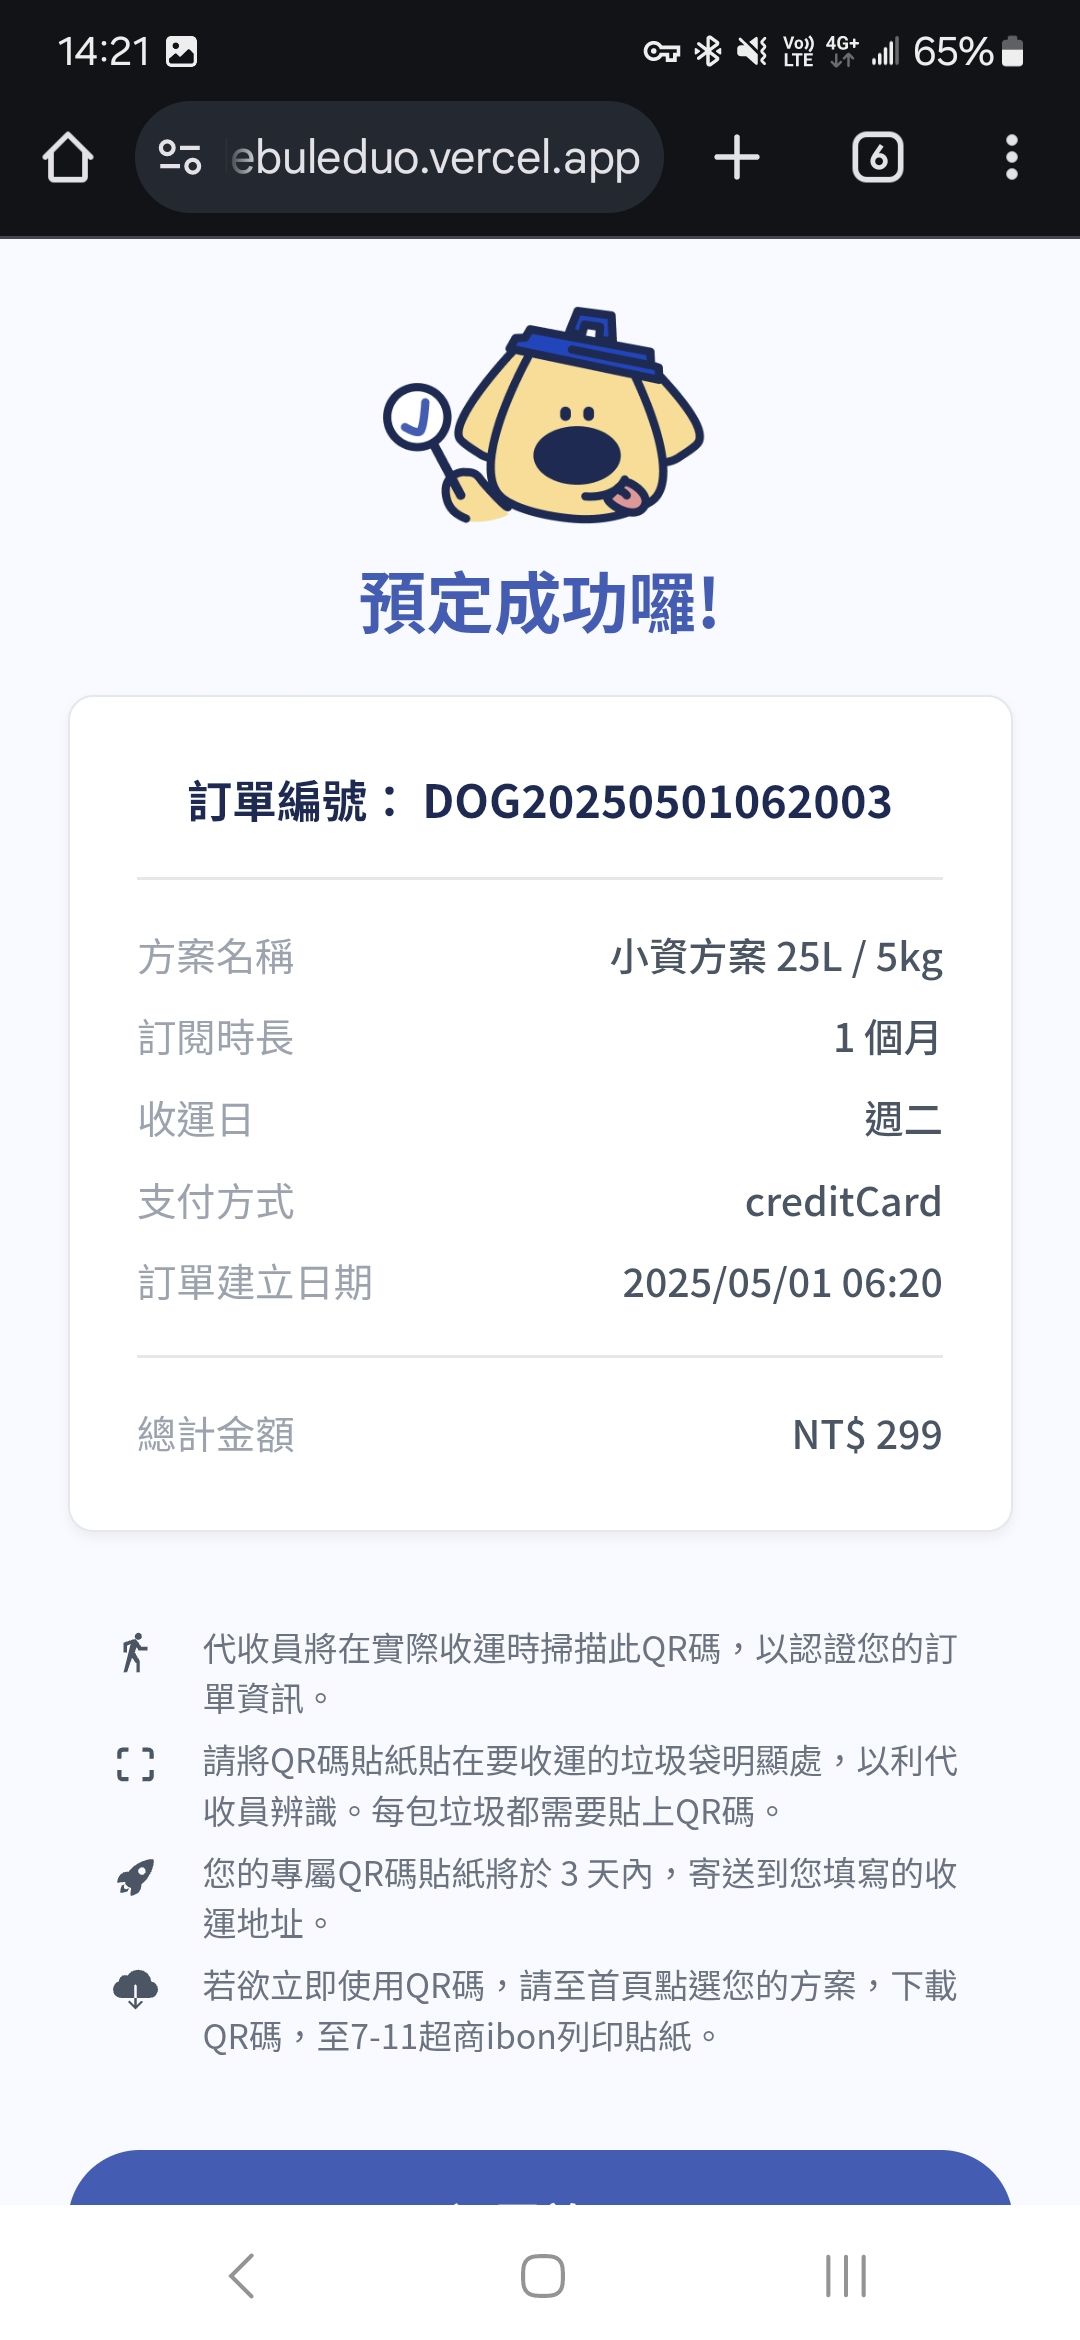 14:21
Vo)) LTE 4G+ 65%
ebuleduo.vercel.app
6
預定成功囉!
訂單編號： DOG20250501062003
方案名稱 小資方案 25L / 5kg
訂閱時長 1 個月
收運日 週二
支付方式 creditCard
訂單建立日期 2025/05/01 06:20
總計金額 NT$ 299
代收員將在實際收運時掃描此QR碼，以認證您的訂
單資訊。
請將QR碼貼紙貼在要收運的垃圾袋明顯處，以利代
收員辨識。每包垃圾都需要貼上QR碼。
您的專屬QR碼貼紙將於 3 天內，寄送到您填寫的收
運地址。
若欲立即使用QR碼，請至首頁點選您的方案，下載
QR碼，至7-11超商ibon列印貼紙。